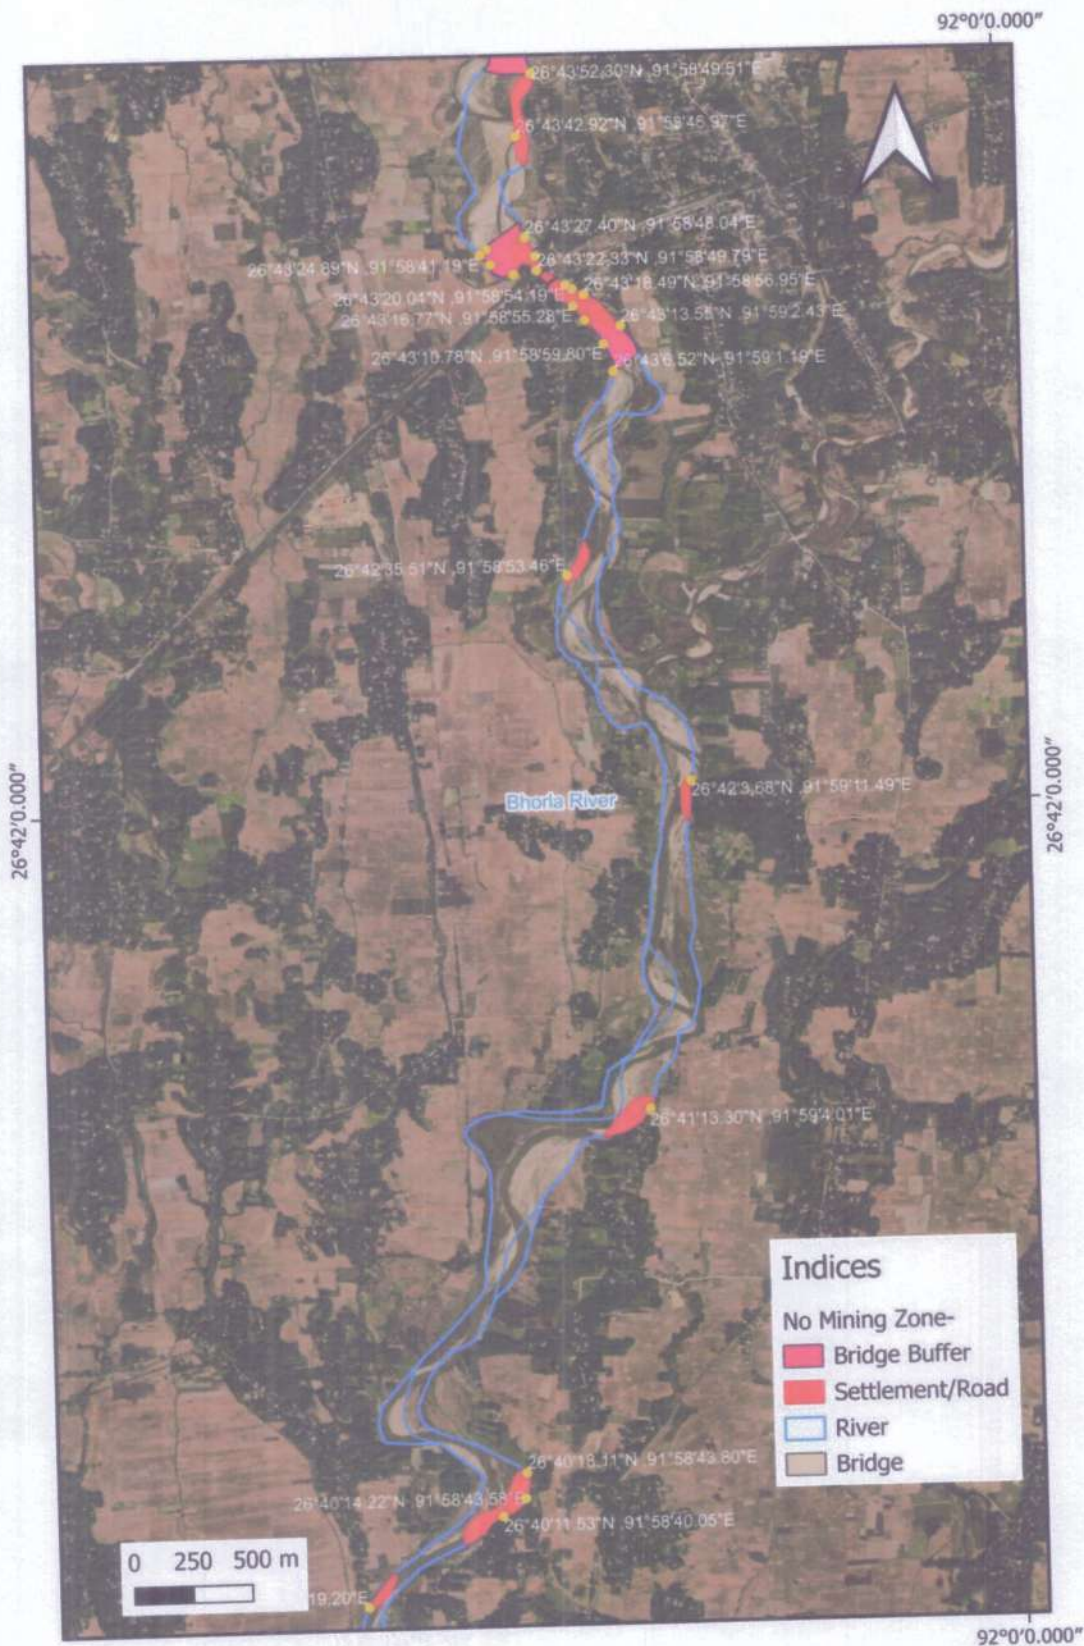 92°0'0.000"
26°43'52.30"N ,91°58'49.51"E
26°43'42.92"N ,91°58'46.97"E
26°43'27.40"N ,91°58'48.04"E
26°43'24.89"N ,91°58'41.19"E
26°43'22.33"N ,91°58'49.79"E
26°43'18.49"N ,91°58'56.95"E
26°43'20.04"N ,91°58'54.19"E
26°43'16.77"N ,91°58'55.28"E
26°43'13.55"N ,91°59'2.43"E
26°43'10.78"N ,91°58'59.80"E
26°43'6.52"N ,91°59'1.19"E
26°42'35.51"N ,91°58'53.46"E
26°42'0.000"
26°42'3.68"N ,91°59'11.49"E
Bhorla River
26°42'0.000"
26°41'13.30"N ,91°59'4.01"E
Indices
No Mining Zone-
Bridge Buffer
Settlement/Road
River
Bridge
26°40'18.11"N ,91°58'43.80"E
26°40'14.22"N ,91°58'43.58"E
26°40'11.53"N ,91°58'40.05"E
0 250 500 m
19.20"E
92°0'0.000"